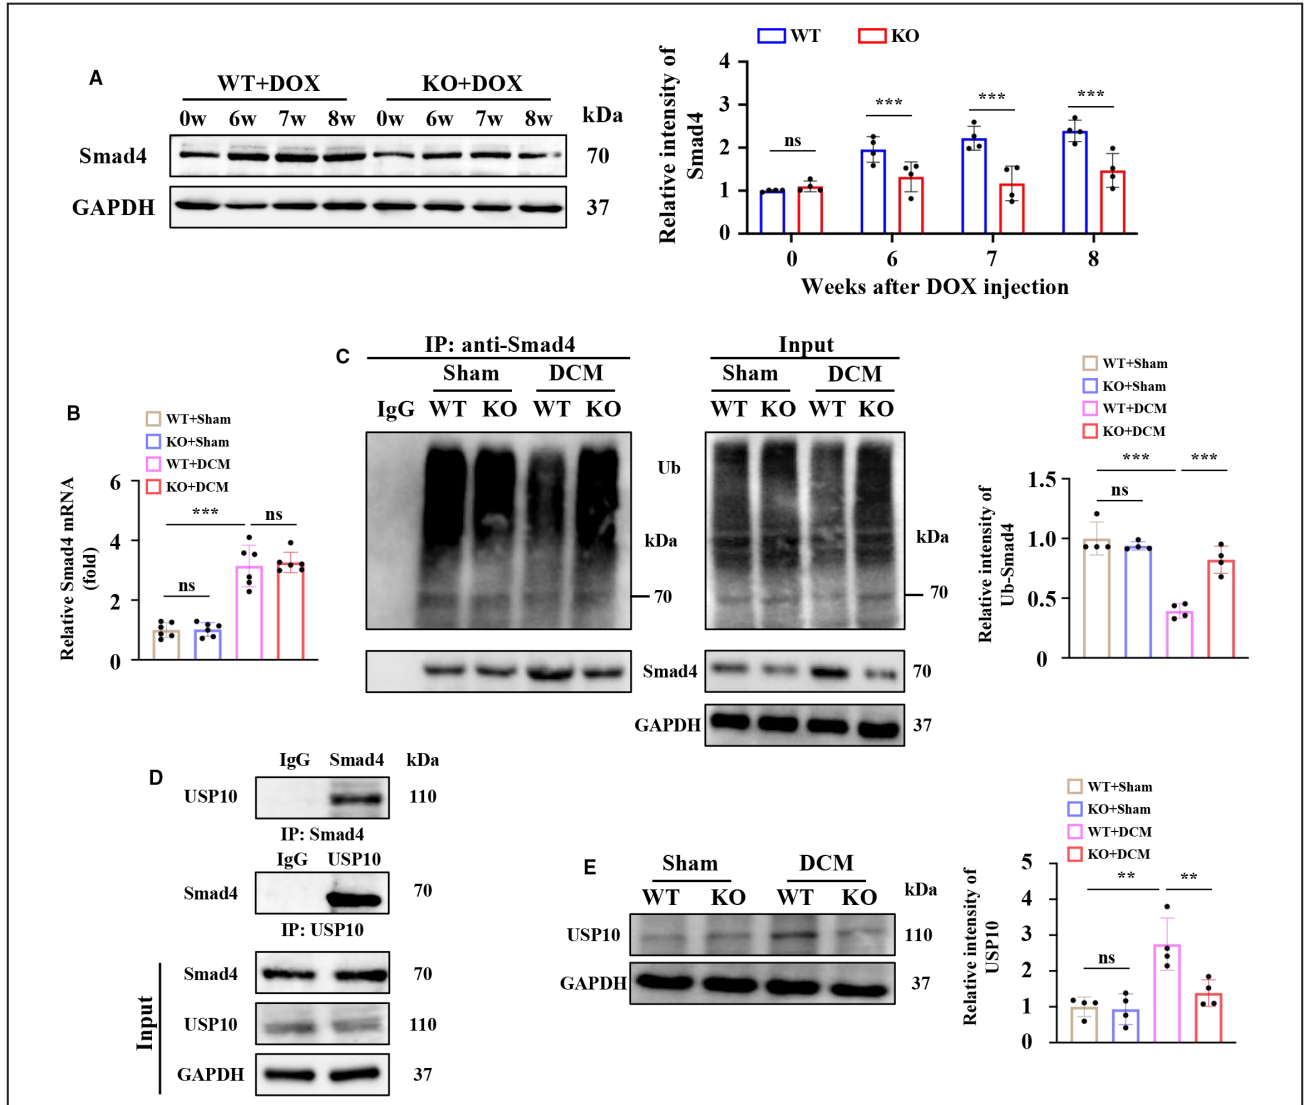 A
WT+DOX KO+DOX
0w 6w 7w 8w 0w 6w 7w 8w kDa
Smad4 70
GAPDH 37
WT KO
Relative intensity of
Smad4
4
3
2
1
0
ns *** *** ***
0 6 7 8
Weeks after DOX injection
B
WT+Sham
KO+Sham
WT+DCM
KO+DCM
Relative Smad4 mRNA
(fold)
6
4
2
0
*** ns
ns
C
IP: anti-Smad4 Input
Sham DCM Sham DCM
IgG WT KO WT KO WT KO WT KO
Ub
kDa kDa
70 70
Smad4 70
GAPDH 37
WT+Sham
KO+Sham
WT+DCM
KO+DCM
Relative intensity of
Ub-Smad4
1.5
1.0
0.5
0
*** ***
ns
D
IgG Smad4 kDa
USP10 110
IP: Smad4
IgG USP10
Smad4 70
IP: USP10
Input
Smad4 70
USP10 110
GAPDH 37
E
Sham DCM
WT KO WT KO kDa
USP10 110
GAPDH 37
WT+Sham
KO+Sham
WT+DCM
KO+DCM
Relative intensity of
USP10
5
4
3
2
1
0
** **
ns